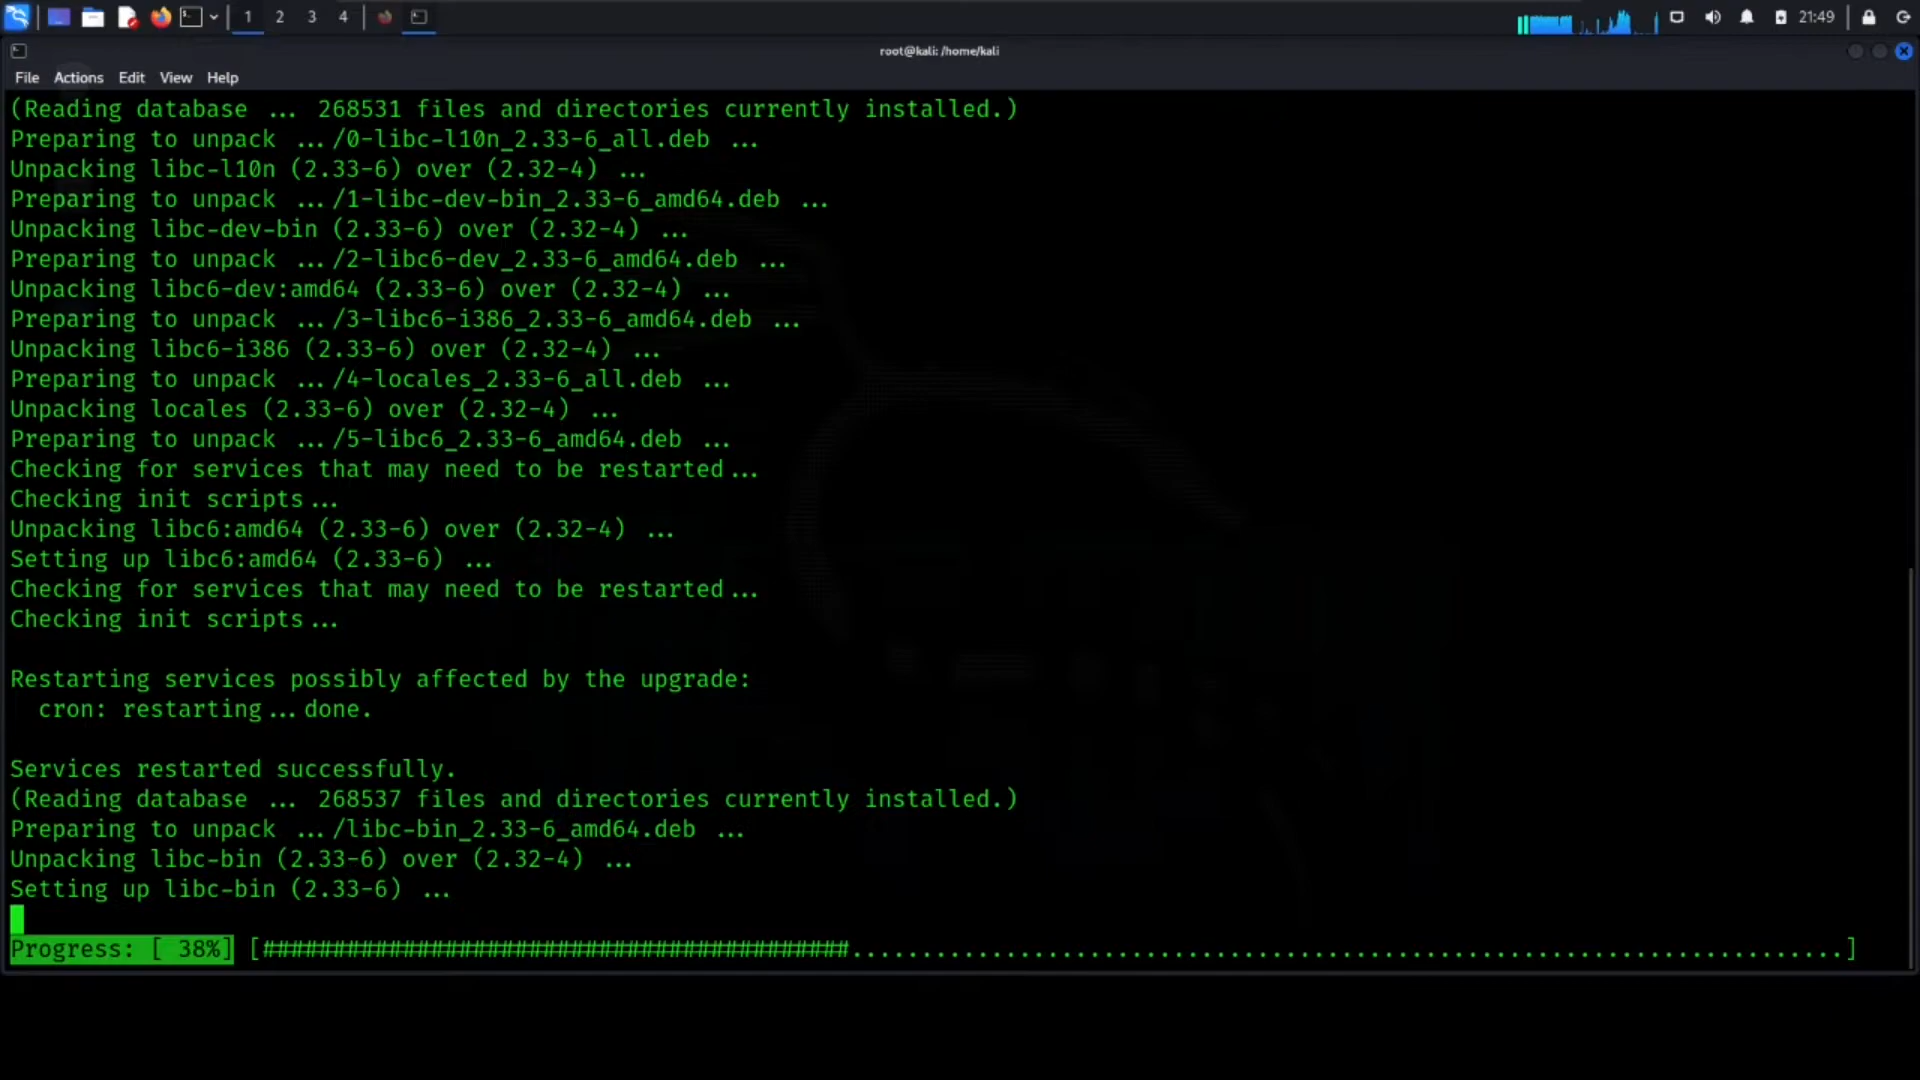 1 2 3 4 21:49
root@kali: /home/kali
File Actions Edit View Help
(Reading database ... 268531 files and directories currently installed.)
Preparing to unpack .../0-libc-l10n_2.33-6_all.deb ...
Unpacking libc-l10n (2.33-6) over (2.32-4) ...
Preparing to unpack .../1-libc-dev-bin_2.33-6_amd64.deb ...
Unpacking libc-dev-bin (2.33-6) over (2.32-4) ...
Preparing to unpack .../2-libc6-dev_2.33-6_amd64.deb ...
Unpacking libc6-dev:amd64 (2.33-6) over (2.32-4) ...
Preparing to unpack .../3-libc6-i386_2.33-6_amd64.deb ...
Unpacking libc6-i386 (2.33-6) over (2.32-4) ...
Preparing to unpack .../4-locales_2.33-6_all.deb ...
Unpacking locales (2.33-6) over (2.32-4) ...
Preparing to unpack .../5-libc6_2.33-6_amd64.deb ...
Checking for services that may need to be restarted...
Checking init scripts...
Unpacking libc6:amd64 (2.33-6) over (2.32-4) ...
Setting up libc6:amd64 (2.33-6) ...
Checking for services that may need to be restarted...
Checking init scripts...
Restarting services possibly affected by the upgrade:
cron: restarting...done.
Services restarted successfully.
(Reading database ... 268537 files and directories currently installed.)
Preparing to unpack .../libc-bin_2.33-6_amd64.deb ...
Unpacking libc-bin (2.33-6) over (2.32-4) ...
Setting up libc-bin (2.33-6) ...
Progress: [ 38%] [##########################################.......................................................................]